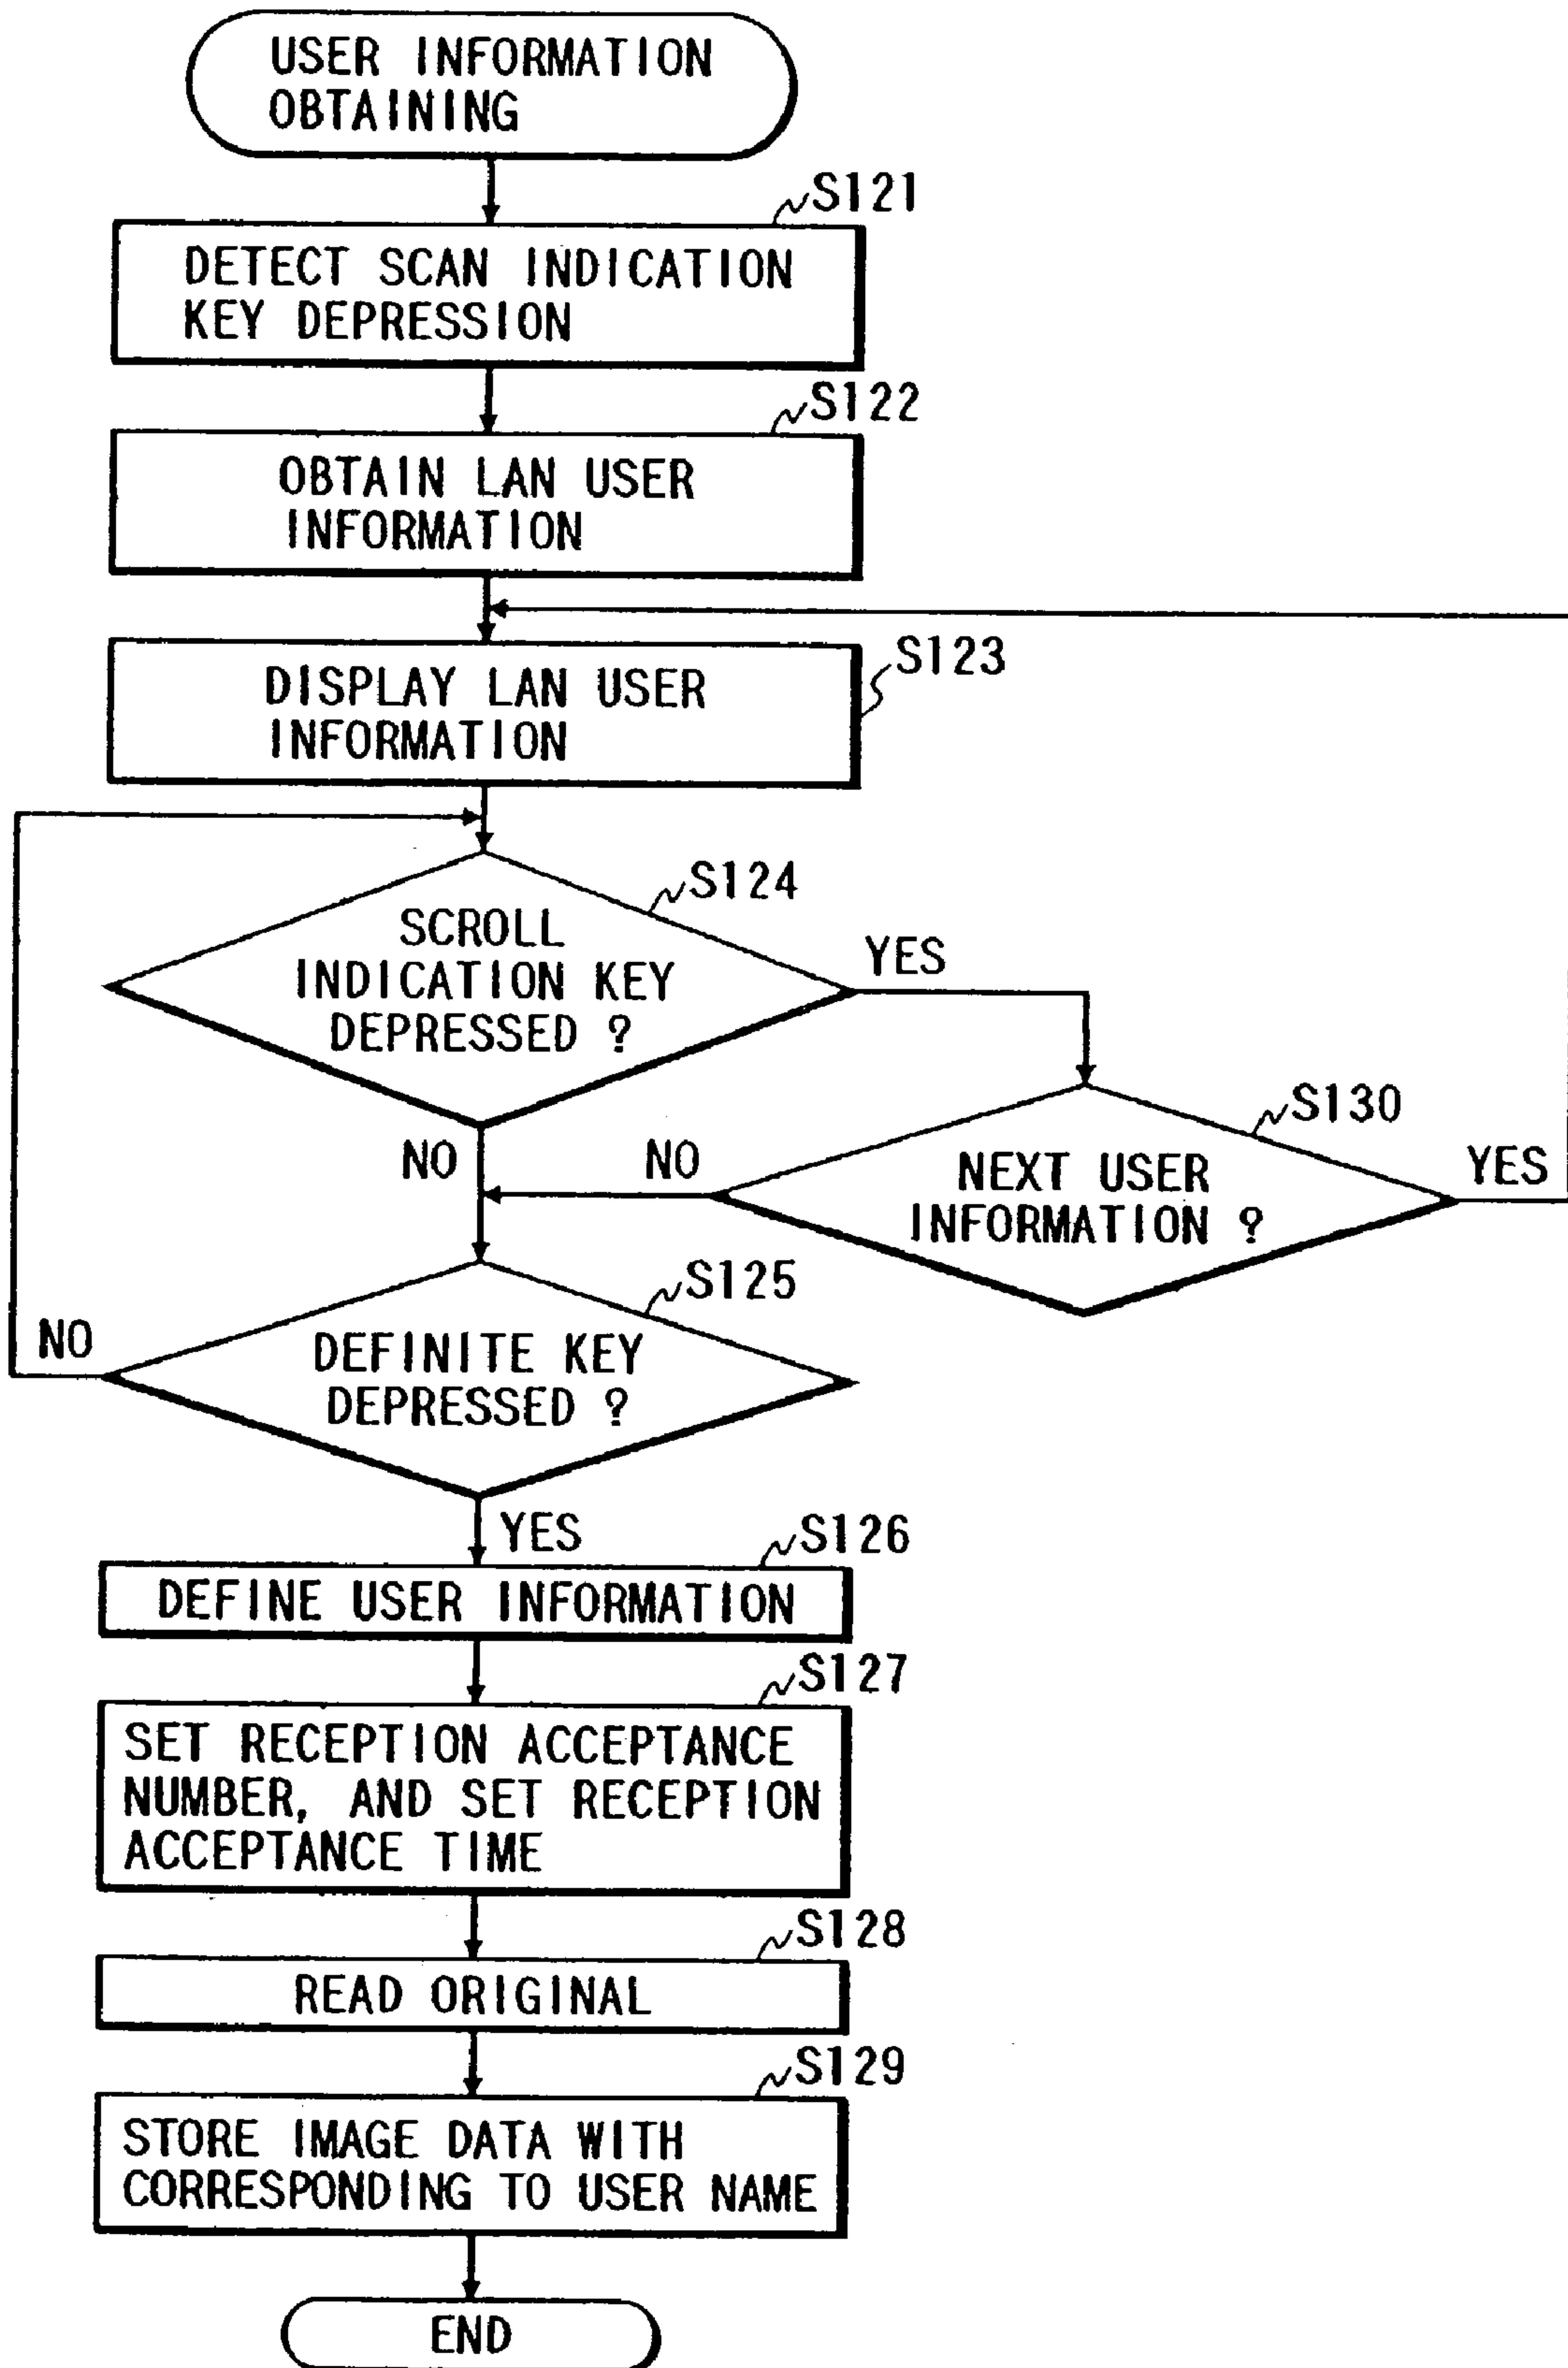 USER INFORMATION
OBTAINING
S121
DETECT SCAN INDICATION
KEY DEPRESSION
S122
OBTAIN LAN USER
INFORMATION
S123
DISPLAY LAN USER
INFORMATION
S124
SCROLL
INDICATION KEY
DEPRESSED ?
YES
NO
S130
NEXT USER
INFORMATION ?
NO
YES
S125
DEFINITE KEY
DEPRESSED ?
NO
YES
S126
DEFINE USER INFORMATION
S127
SET RECEPTION ACCEPTANCE
NUMBER, AND SET RECEPTION
ACCEPTANCE TIME
S128
READ ORIGINAL
S129
STORE IMAGE DATA WITH
CORRESPONDING TO USER NAME
END